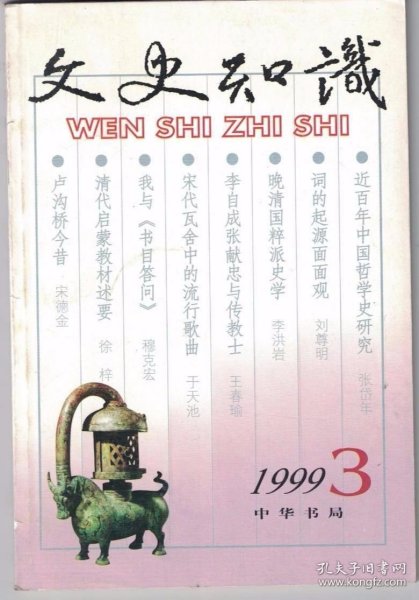 文史知識
WEN SHI ZHI SHI
● 近百年中国哲学史研究 张岱年
● 词的起源面面观 刘尊明
● 晚清国粹派史学 李洪岩
● 李自成张献忠与传教士 王春瑜
● 宋代瓦舍中的流行歌曲 于天池
● 我与《书目答问》 穆克宏
● 清代启蒙教材述要 徐梓
● 卢沟桥今昔 宋德金
1999 3
中华书局
孔夫子旧书网
www.kongfz.com